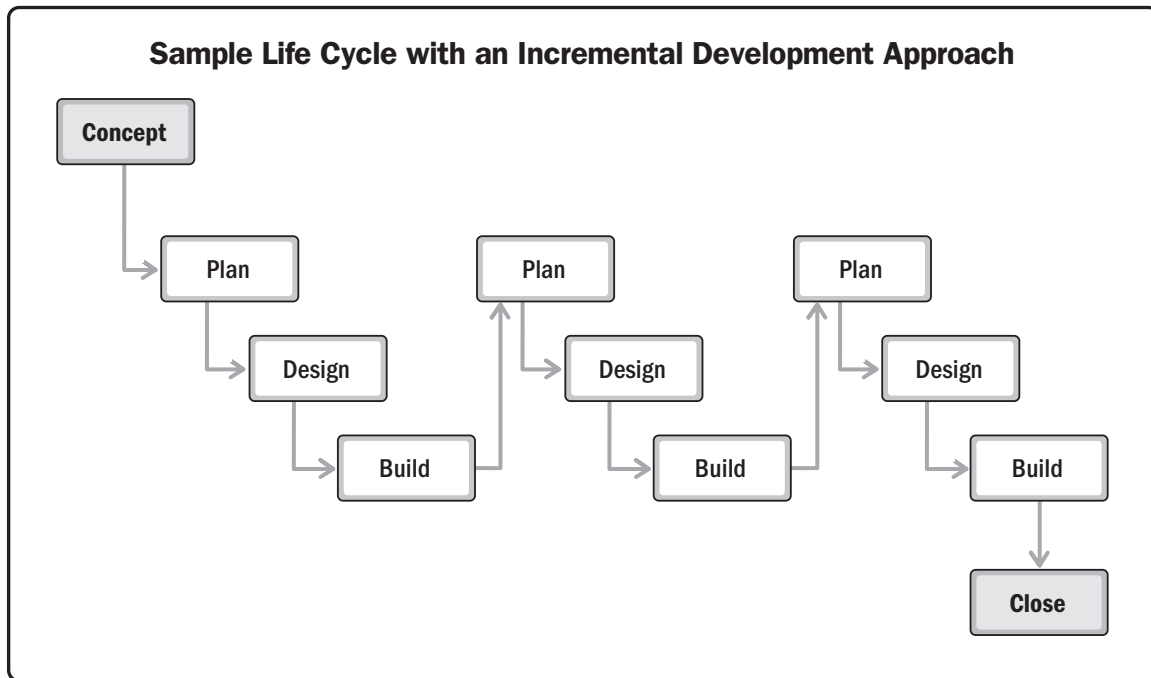 Sample Life Cycle with an Incremental Development Approach
Concept
Plan
Plan
Plan
Design
Design
Design
Build
Build
Build
Close